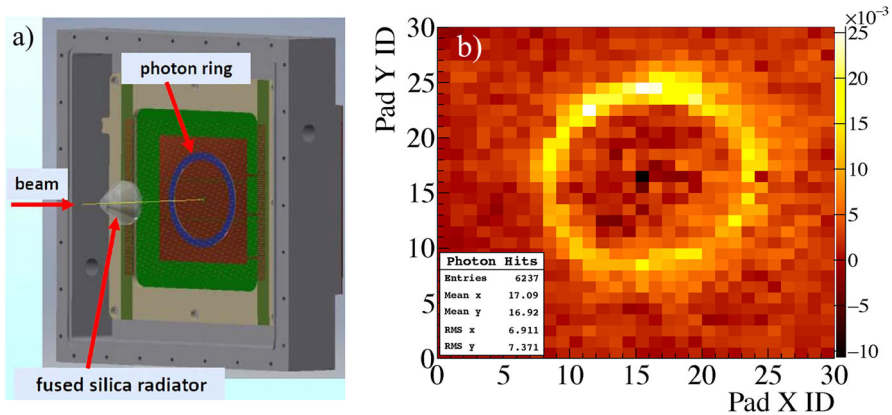 a)
photon ring
beam
fused silica radiator
b)
Pad Y ID
30
25
20
15
10
5
0
Photon Hits
Entries 6237
Mean x 17.09
Mean y 16.92
RMS x 6.911
RMS y 7.371
0 5 10 15 20 25 30
Pad X ID
×10⁻³
25
20
15
10
5
0
−5
−10